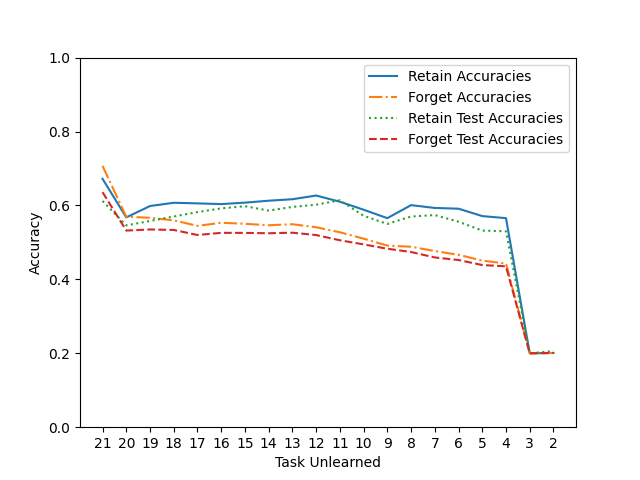 1.0
0.8
0.6
0.4
0.2
0.0
Accuracy
Retain Accuracies
Forget Accuracies
Retain Test Accuracies
Forget Test Accuracies
21 20 19 18 17 16 15 14 13 12 11 10 9 8 7 6 5 4 3 2
Task Unlearned